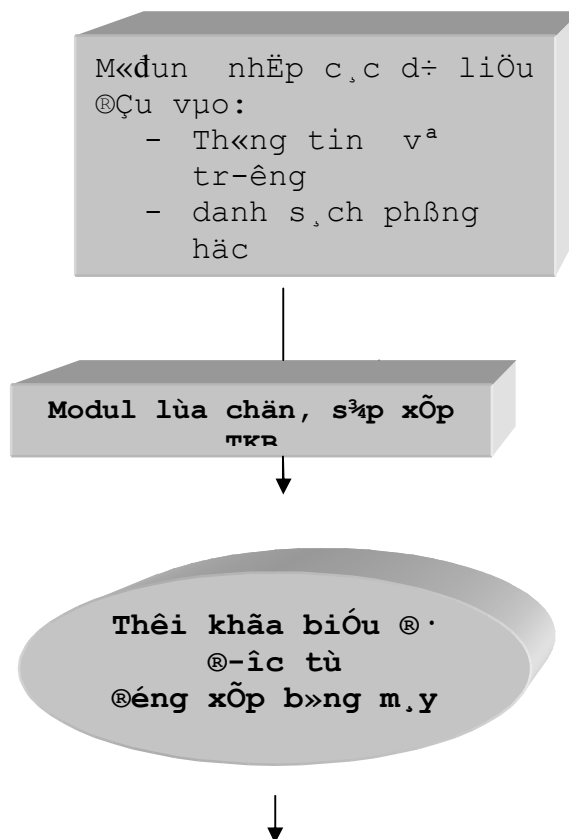 M«đun nhËp c¸c d÷ liÖu
®Çu vµo:
- Th«ng tin vª
tr-êng
- danh s¸ch phßng
häc
Modul lùa chän, s¾p xÕp
TKB
Thêi khãa biÓu ®·
®-îc tù
®éng xÕp b»ng m¸y